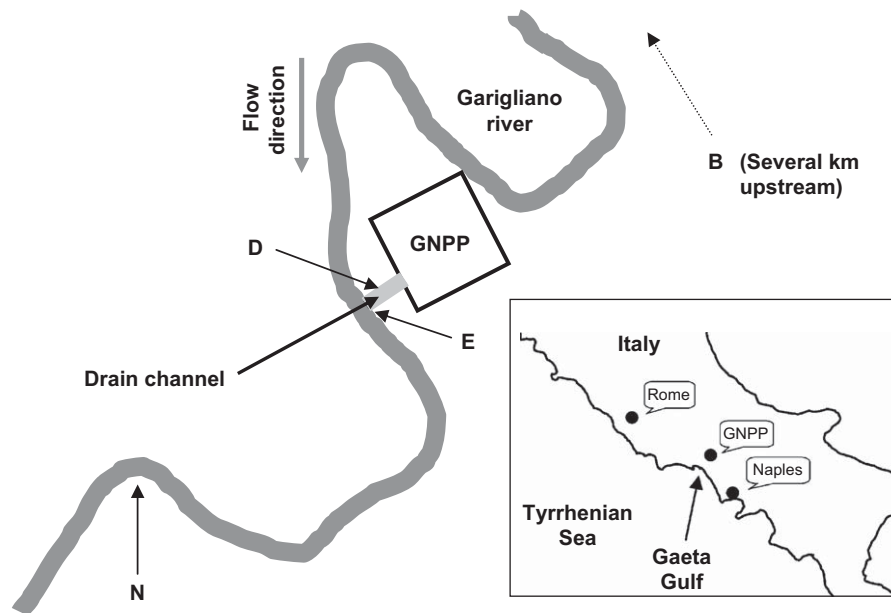 Garigliano
river
Flow
direction
B (Several km
upstream)
GNPP
D
E
Drain channel
N
Italy
Rome
GNPP
Naples
Tyrrhenian
Sea
Gaeta
Gulf